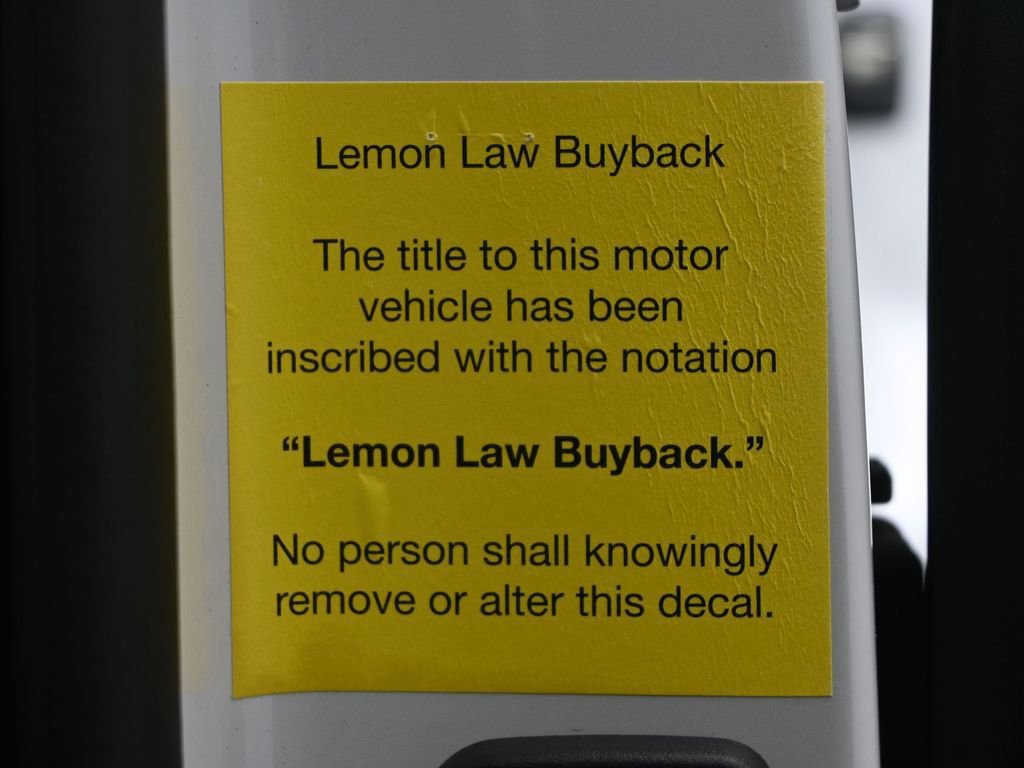 Lemon Law Buyback
The title to this motor
vehicle has been
inscribed with the notation
“Lemon Law Buyback.”
No person shall knowingly
remove or alter this decal.